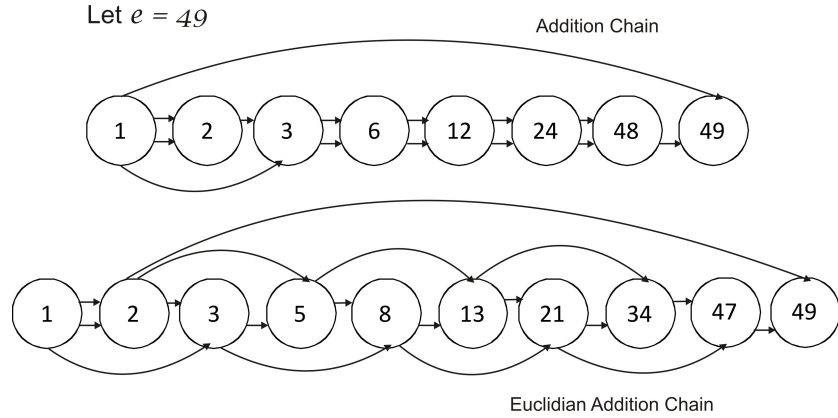 Let e = 49
Addition Chain
1 2 3 6 12 24 48 49
1 2 3 5 8 13 21 34 47 49
Euclidian Addition Chain